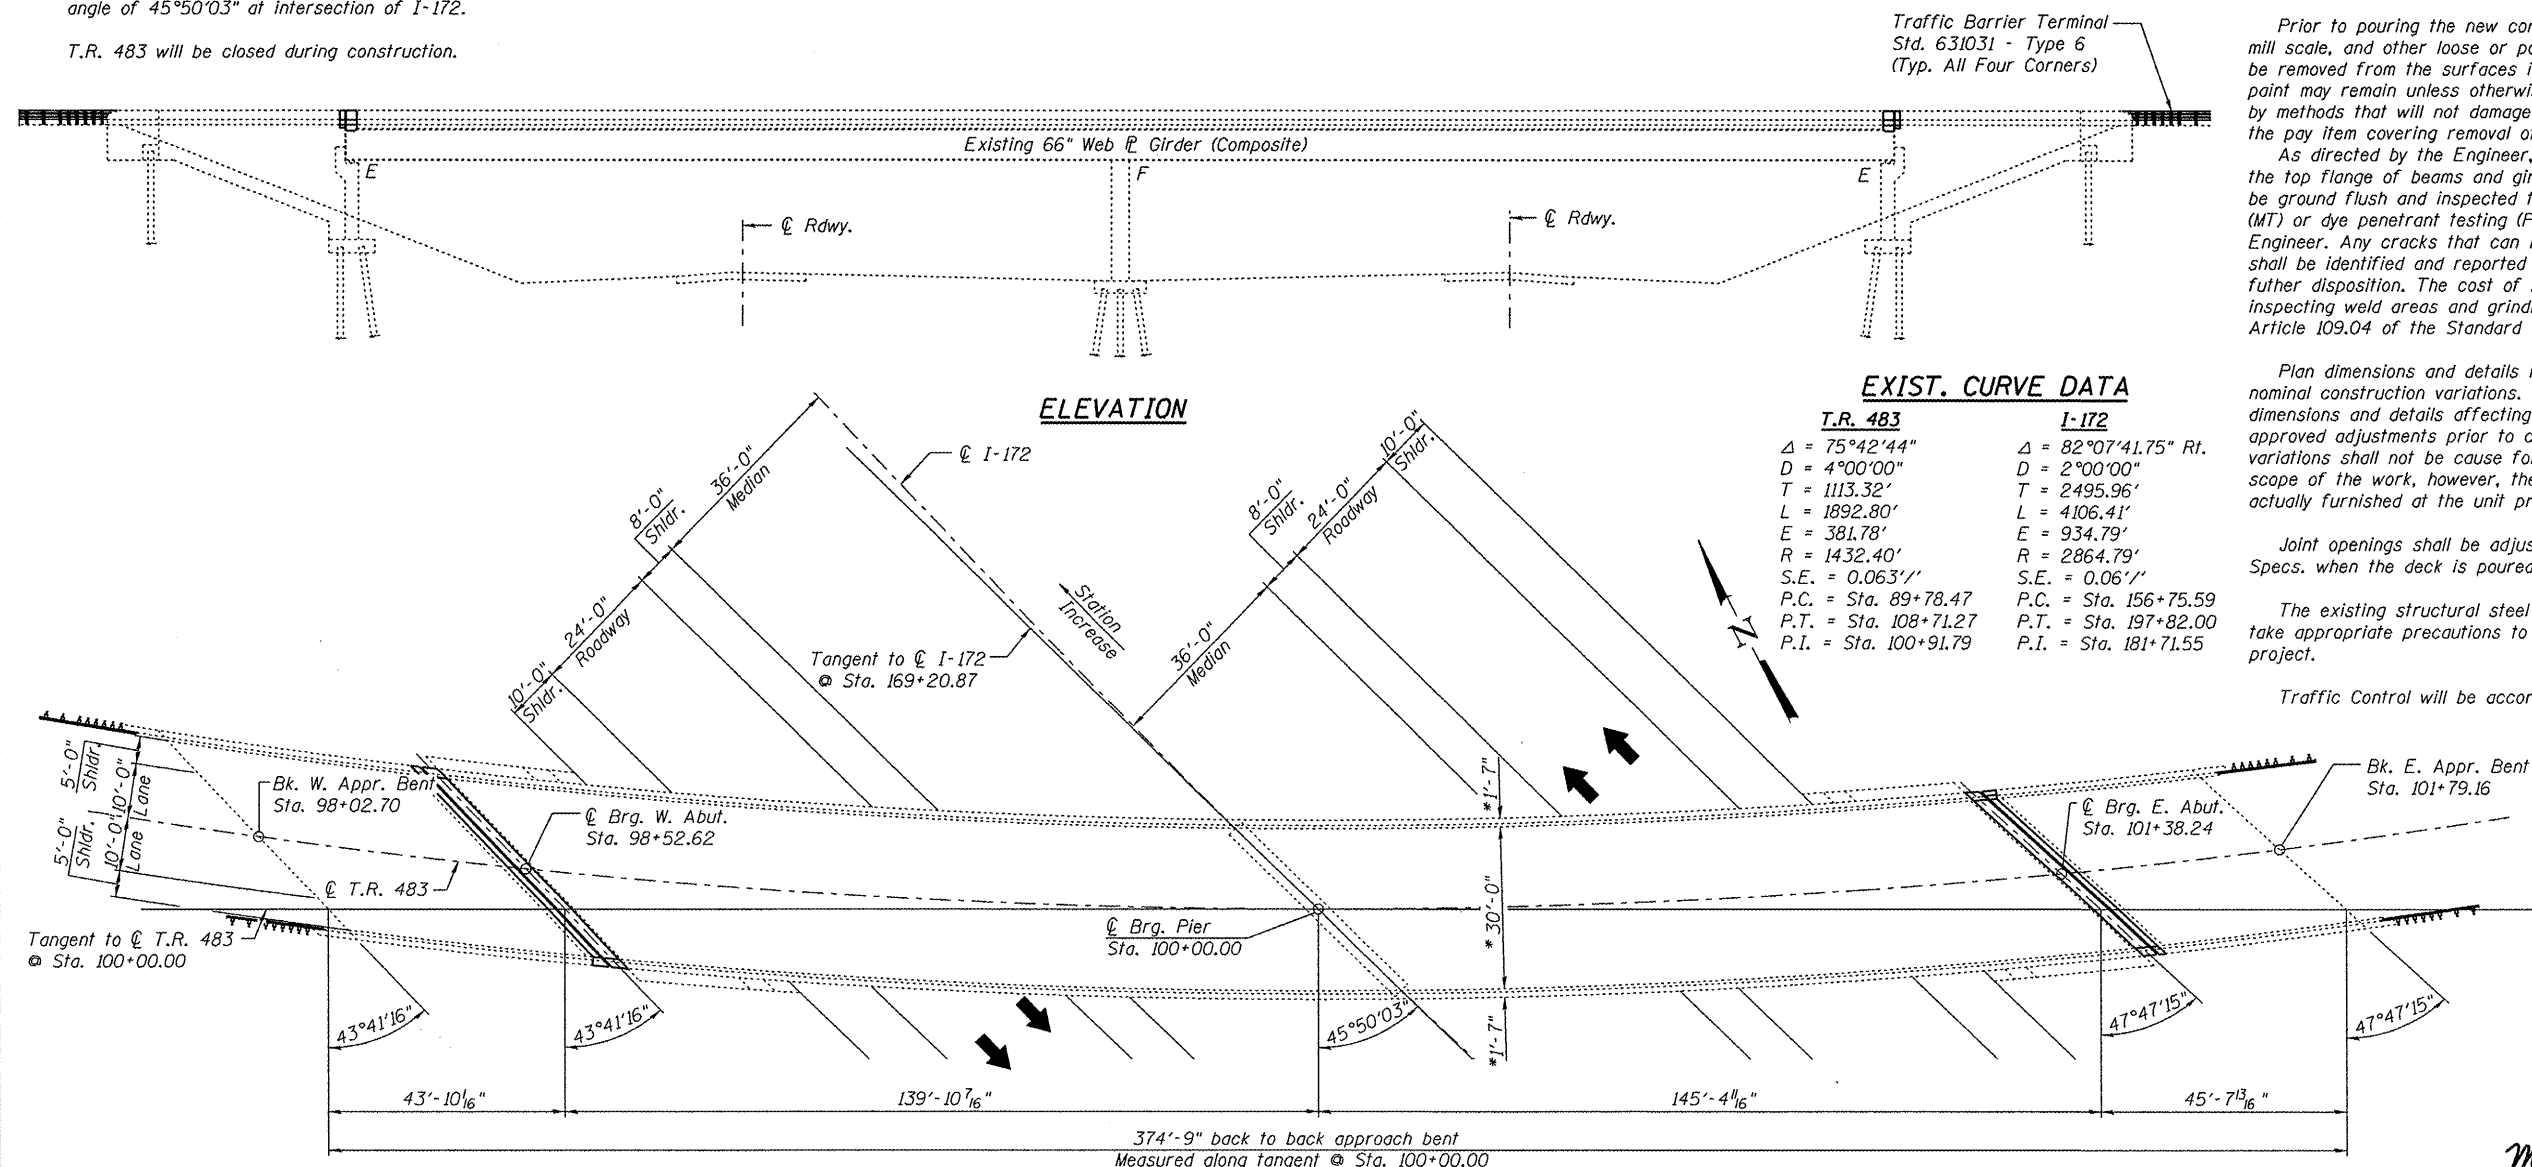 angle of 45°50'03" at intersection of I-172.
T.R. 483 will be closed during construction.
Traffic Barrier Terminal
Std. 631031 - Type 6
(Typ. All Four Corners)
Existing 66" Web ⅊ Girder (Composite)
E
F
E
℄ Rdwy.
℄ Rdwy.
ELEVATION
Prior to pouring the new
mill scale, and other loose or
be removed from the surfaces
paint may remain unless
by methods that will not damage
the pay item covering removal
As directed by the Engineer,
the top flange of beams and
be ground flush and inspected
(MT) or dye penetrant testing
Engineer. Any cracks that can
shall be identified and reported
futher disposition. The cost of
inspecting weld areas and
Article 109.04 of the Standard
Plan dimensions and details
nominal construction variations.
dimensions and details affecting
approved adjustments prior to
variations shall not be cause
scope of the work, however,
actually furnished at the unit
Joint openings shall be
Specs. when the deck is poured
The existing structural steel
take appropriate precautions to
project.
Traffic Control will be
EXIST. CURVE DATA
T.R. 483
Δ = 75°42'44"
D = 4°00'00"
T = 1113.32'
L = 1892.80'
E = 381.78'
R = 1432.40'
S.E. = 0.063'/'
P.C. = Sta. 89+78.47
P.T. = Sta. 108+71.27
P.I. = Sta. 100+91.79
I-172
Δ = 82°07'41.75" Rt.
D = 2°00'00"
T = 2495.96'
L = 4106.41'
E = 934.79'
R = 2864.79'
S.E. = 0.06'/'
P.C. = Sta. 156+75.59
P.T. = Sta. 197+82.00
P.I. = Sta. 181+71.55
36'-0"
Median
8'-0"
Shldr.
24'-0"
Roadway
10'-0"
Shldr.
℄ I-172
Tangent to ℄ I-172
@ Sta. 169+20.87
Station
Increase
10'-0"
Shldr.
24'-0"
Roadway
8'-0"
Shldr.
36'-0"
Median
N
5'-0"
Shldr.
10'-0"
Lane
10'-0"
Lane
5'-0"
Shldr.
Bk. W. Appr. Bent
Sta. 98+02.70
℄ Brg. W. Abut.
Sta. 98+52.62
℄ T.R. 483
Tangent to ℄ T.R. 483
@ Sta. 100+00.00
℄ Brg. Pier
Sta. 100+00.00
*1'-7"
* 30'-0"
*1'-7"
℄ Brg. E. Abut.
Sta. 101+38.24
Bk. E. Appr. Bent
Sta. 101+79.16
43°41'16"
43°41'16"
45°50'03"
47°47'15"
47°47'15"
43'-10 1/16"
139'-10 7/16"
145'-4 11/16"
45'-7 13/16"
374'-9" back to back approach bent
Measured along tangent @ Sta. 100+00.00